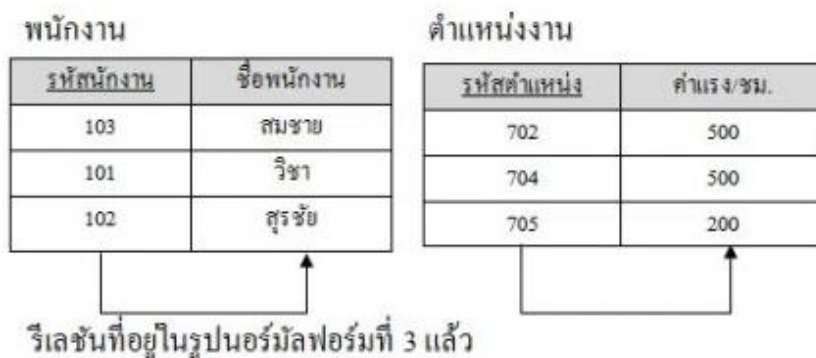 พนักงาน
ตำแหน่งงาน
รหัสนักงาน ชื่อพนักงาน
103 สมชาย
101 วิชา
102 สุรชัย
รหัสตำแหน่ง ค่าแรง/ชม.
702 500
704 500
705 200
รีเลชันที่อยู่ในรูปนอร์มัลฟอร์มที่ 3 แล้ว